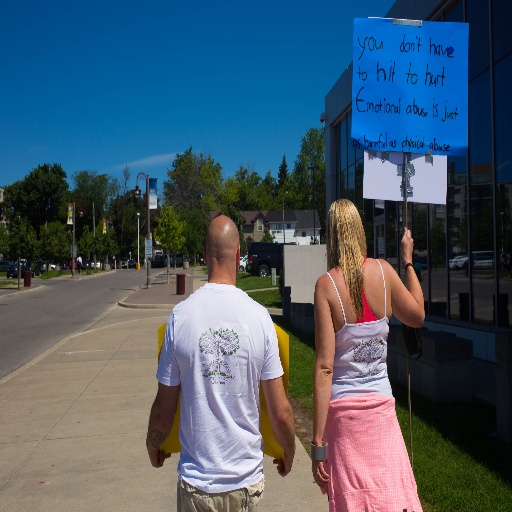 you don't have
to hit to hurt
Emotional abuse is just
as harmful as physical abuse